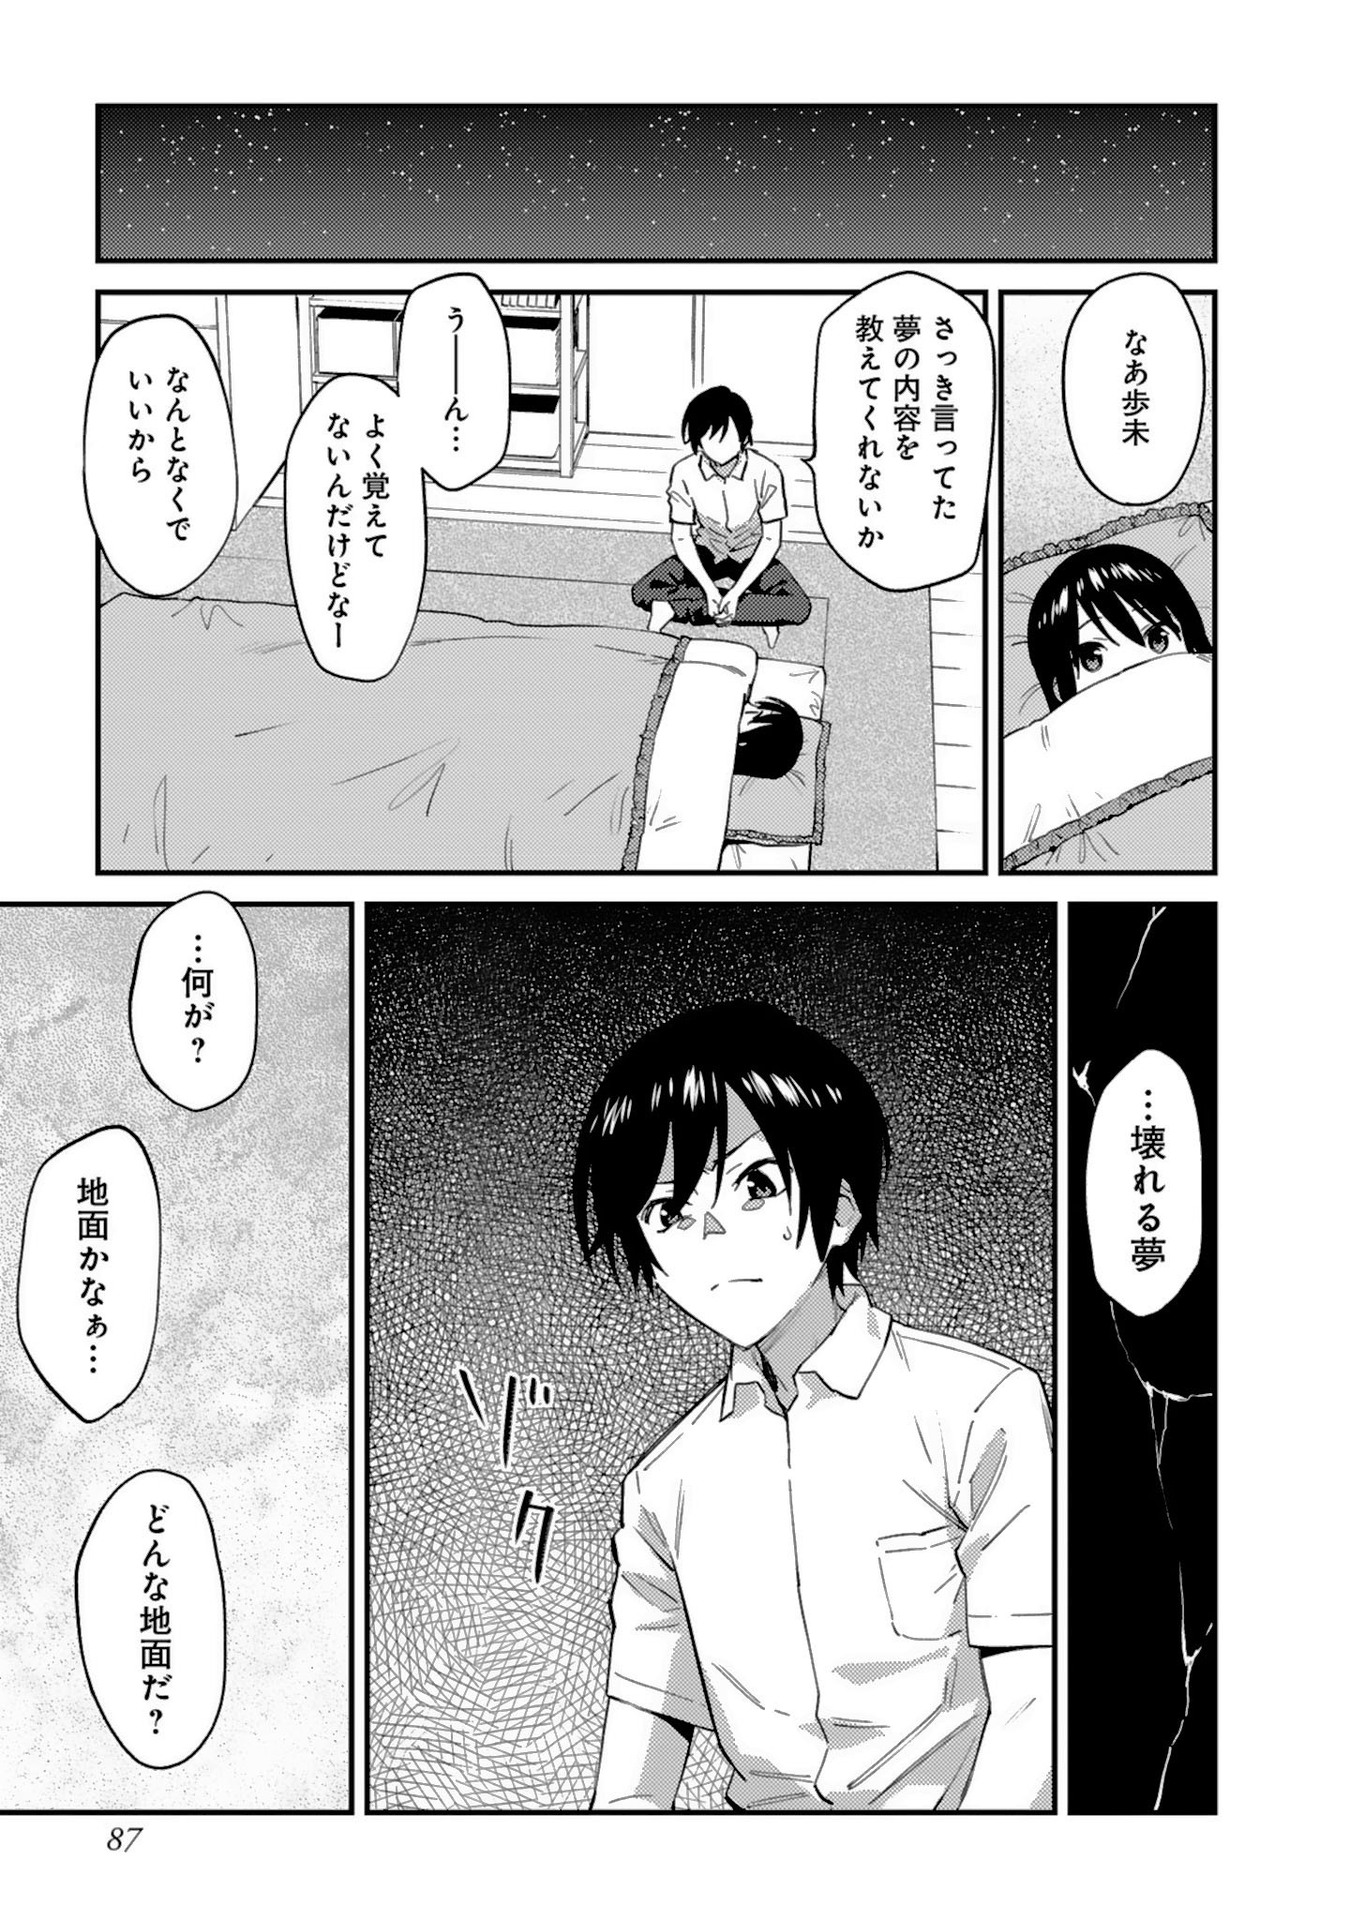 なあ歩未
さっき言ってた
夢の内容を
教えてくれないか
うーーん…
よく覚えて
ないんだけどなー
なんとなくで
いいから
…壊れる夢
ゾク
…何が？
地面かなぁ…
どんな地面だ？
87